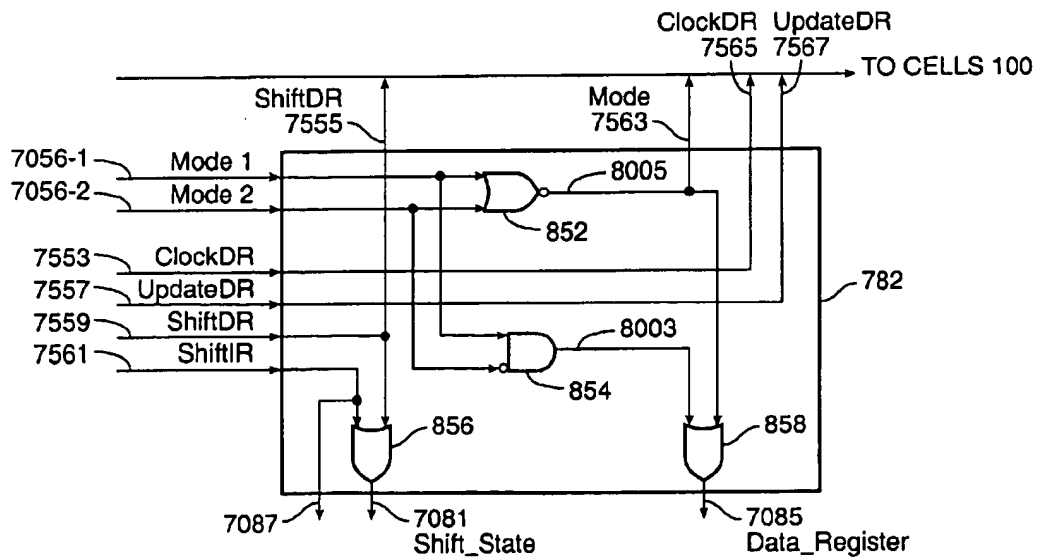 ClockDR UpdateDR
7565 7567
TO CELLS 100
ShiftDR
7555
Mode
7563
7056-1 Mode 1
7056-2 Mode 2
8005
852
7553 ClockDR
7557 UpdateDR
782
7559 ShiftDR
8003
7561 ShiftIR
854
856
858
7087
7081
7085
Shift_State
Data_Register